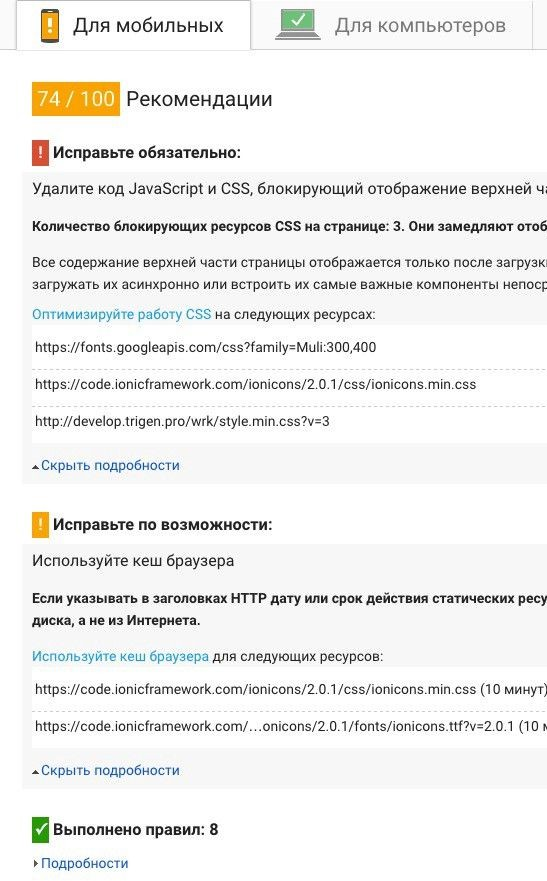 Для мобильных
Для компьютеров
74 / 100 Рекомендации
! Исправьте обязательно:
Удалите код JavaScript и CSS, блокирующий отображение верхней ча
Количество блокирующих ресурсов CSS на странице: 3. Они замедляют отоб
Все содержание верхней части страницы отображается только после загрузк
загружать их асинхронно или встроить их самые важные компоненты непоср
Оптимизируйте работу CSS на следующих ресурсах:
https://fonts.googleapis.com/css?family=Muli:300,400
https://code.ionicframework.com/ionicons/2.0.1/css/ionicons.min.css
http://develop.trigen.pro/wrk/style.min.css?v=3
Скрыть подробности
! Исправьте по возможности:
Используйте кеш браузера
Если указывать в заголовках HTTP дату или срок действия статических ресу
диска, а не из Интернета.
Используйте кеш браузера для следующих ресурсов:
https://code.ionicframework.com/ionicons/2.0.1/css/ionicons.min.css (10 минут)
https://code.ionicframework.com/…onicons/2.0.1/fonts/ionicons.ttf?v=2.0.1 (10 м
Скрыть подробности
Выполнено правил: 8
Подробности